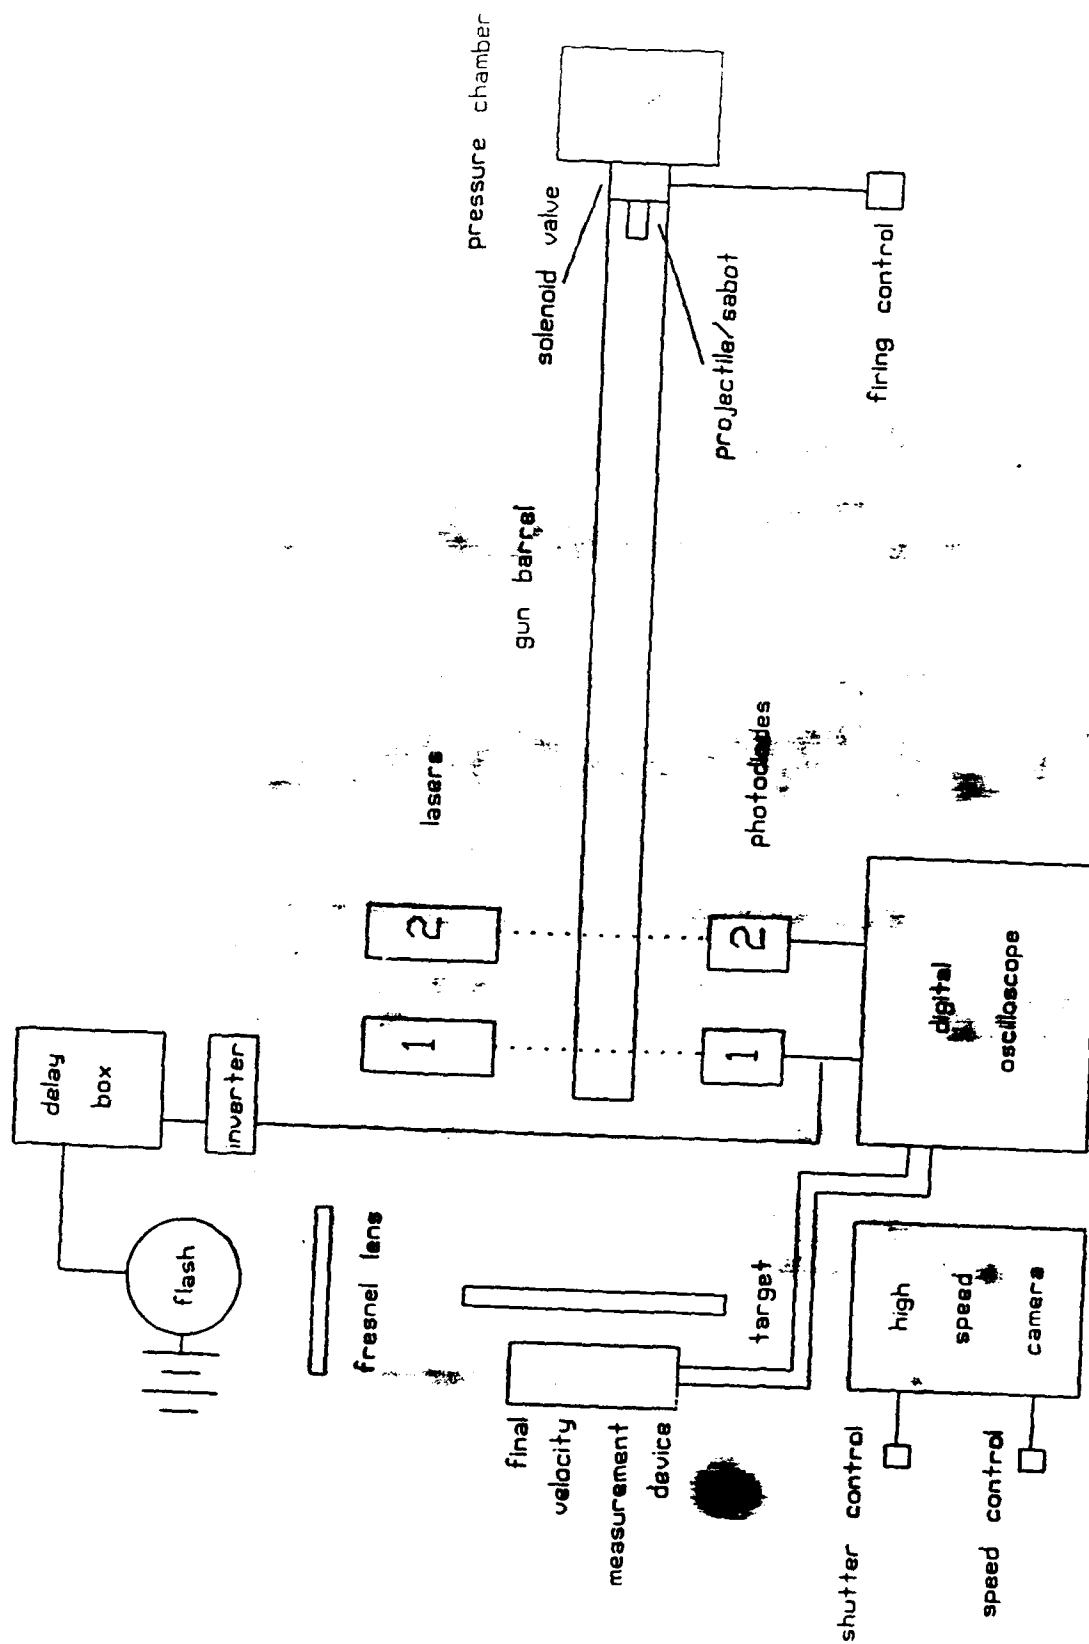 pressure chamber
solenoid valve
projectile/sabot
firing control
gun barrel
lasers
photodiodes
2
2
1
1
digital
oscilloscope
delay
box
inverter
flash
fresnel lens
target
high
speed
camera
final
velocity
measurement
device
shutter control
speed control